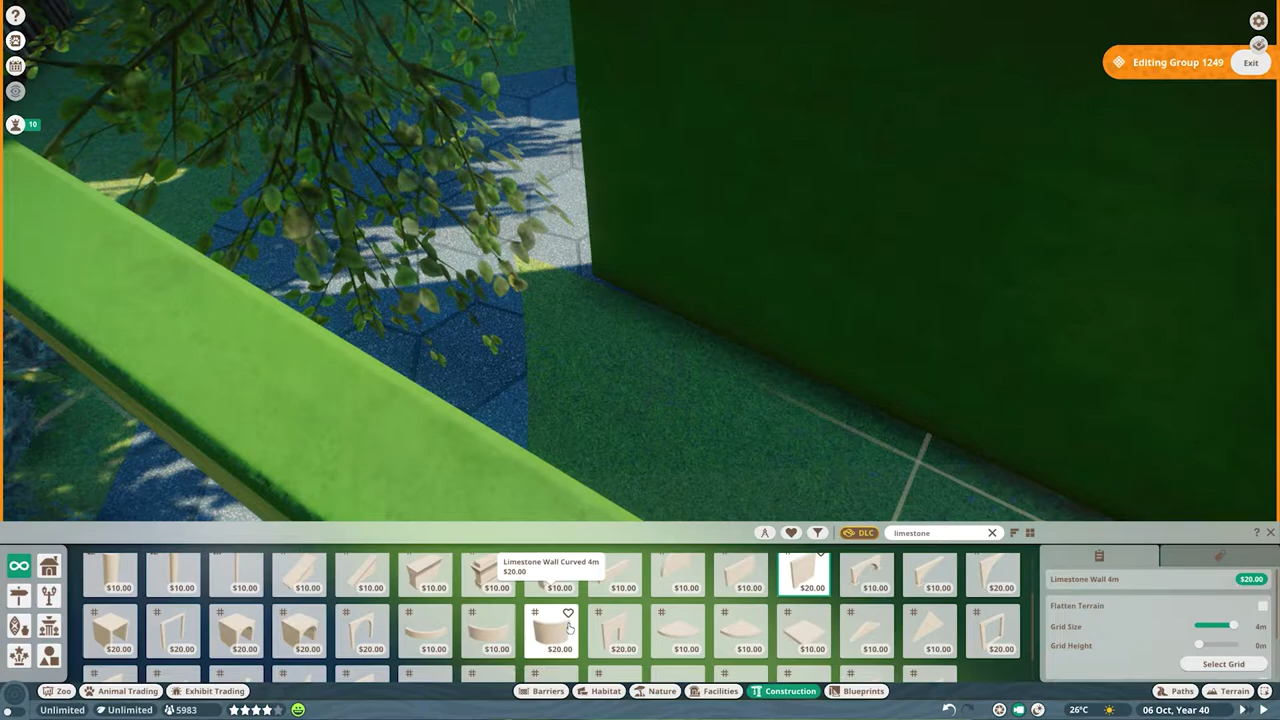 ?
Editing Group 1249
Exit
10
DLC
limestone
?
Limestone Wall Curved 4m
$20.00
$10.00
$10.00
$10.00
$10.00
$10.00
$10.00
$10.00
$10.00
$10.00
$10.00
$10.00
$20.00
$10.00
$10.00
$10.00
$20.00
$20.00
$20.00
$20.00
$20.00
$10.00
$10.00
$20.00
$20.00
$10.00
$10.00
$10.00
$10.00
$10.00
$20.00
Limestone Wall 4m
$20.00
Flatten Terrain
Grid Size
4m
Grid Height
0m
Select Grid
Zoo
Animal Trading
Exhibit Trading
Barriers
Habitat
Nature
Facilities
Construction
Blueprints
Paths
Terrain
Unlimited
Unlimited
5983
26°C
06 Oct, Year 40